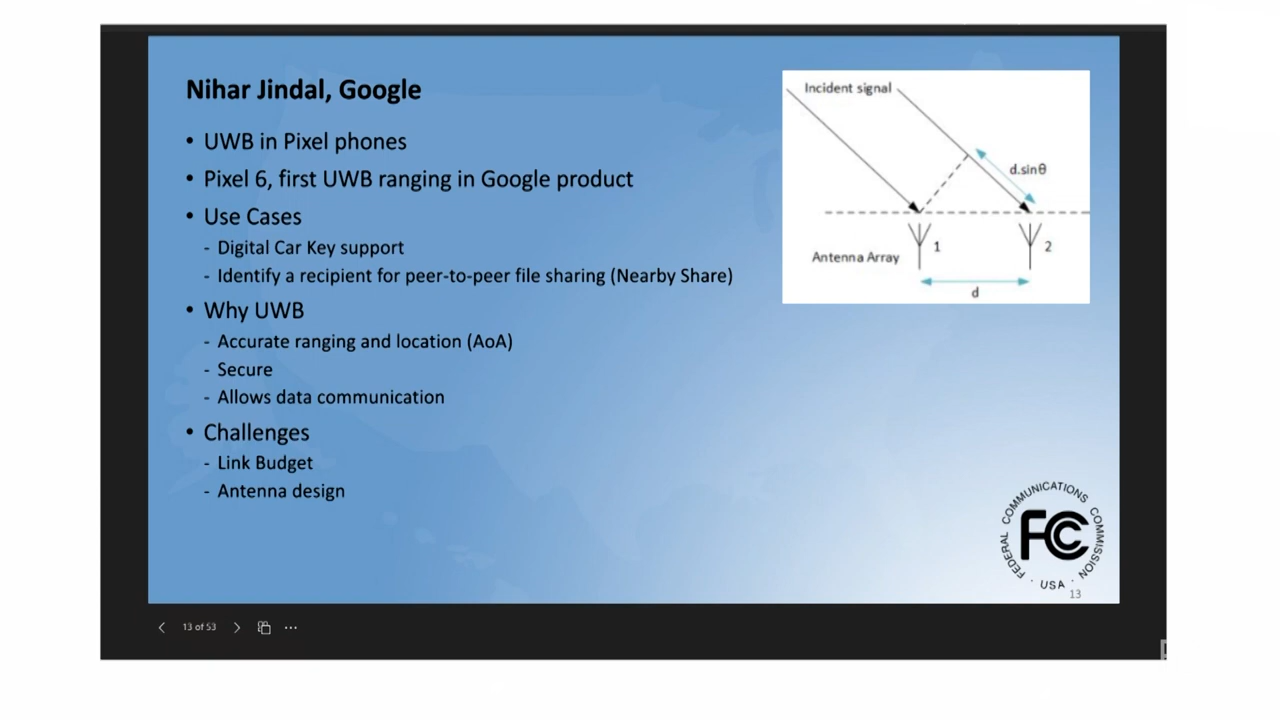 Nihar Jindal, Google
• UWB in Pixel phones
• Pixel 6, first UWB ranging in Google product
• Use Cases
- Digital Car Key support
- Identify a recipient for peer-to-peer file sharing (Nearby Share)
• Why UWB
- Accurate ranging and location (AoA)
- Secure
- Allows data communication
• Challenges
- Link Budget
- Antenna design
Incident signal
d.sinθ
1
2
Antenna Array
d
FEDERAL COMMUNICATIONS COMMISSION
FCC
· USA ·
13
13 of 53